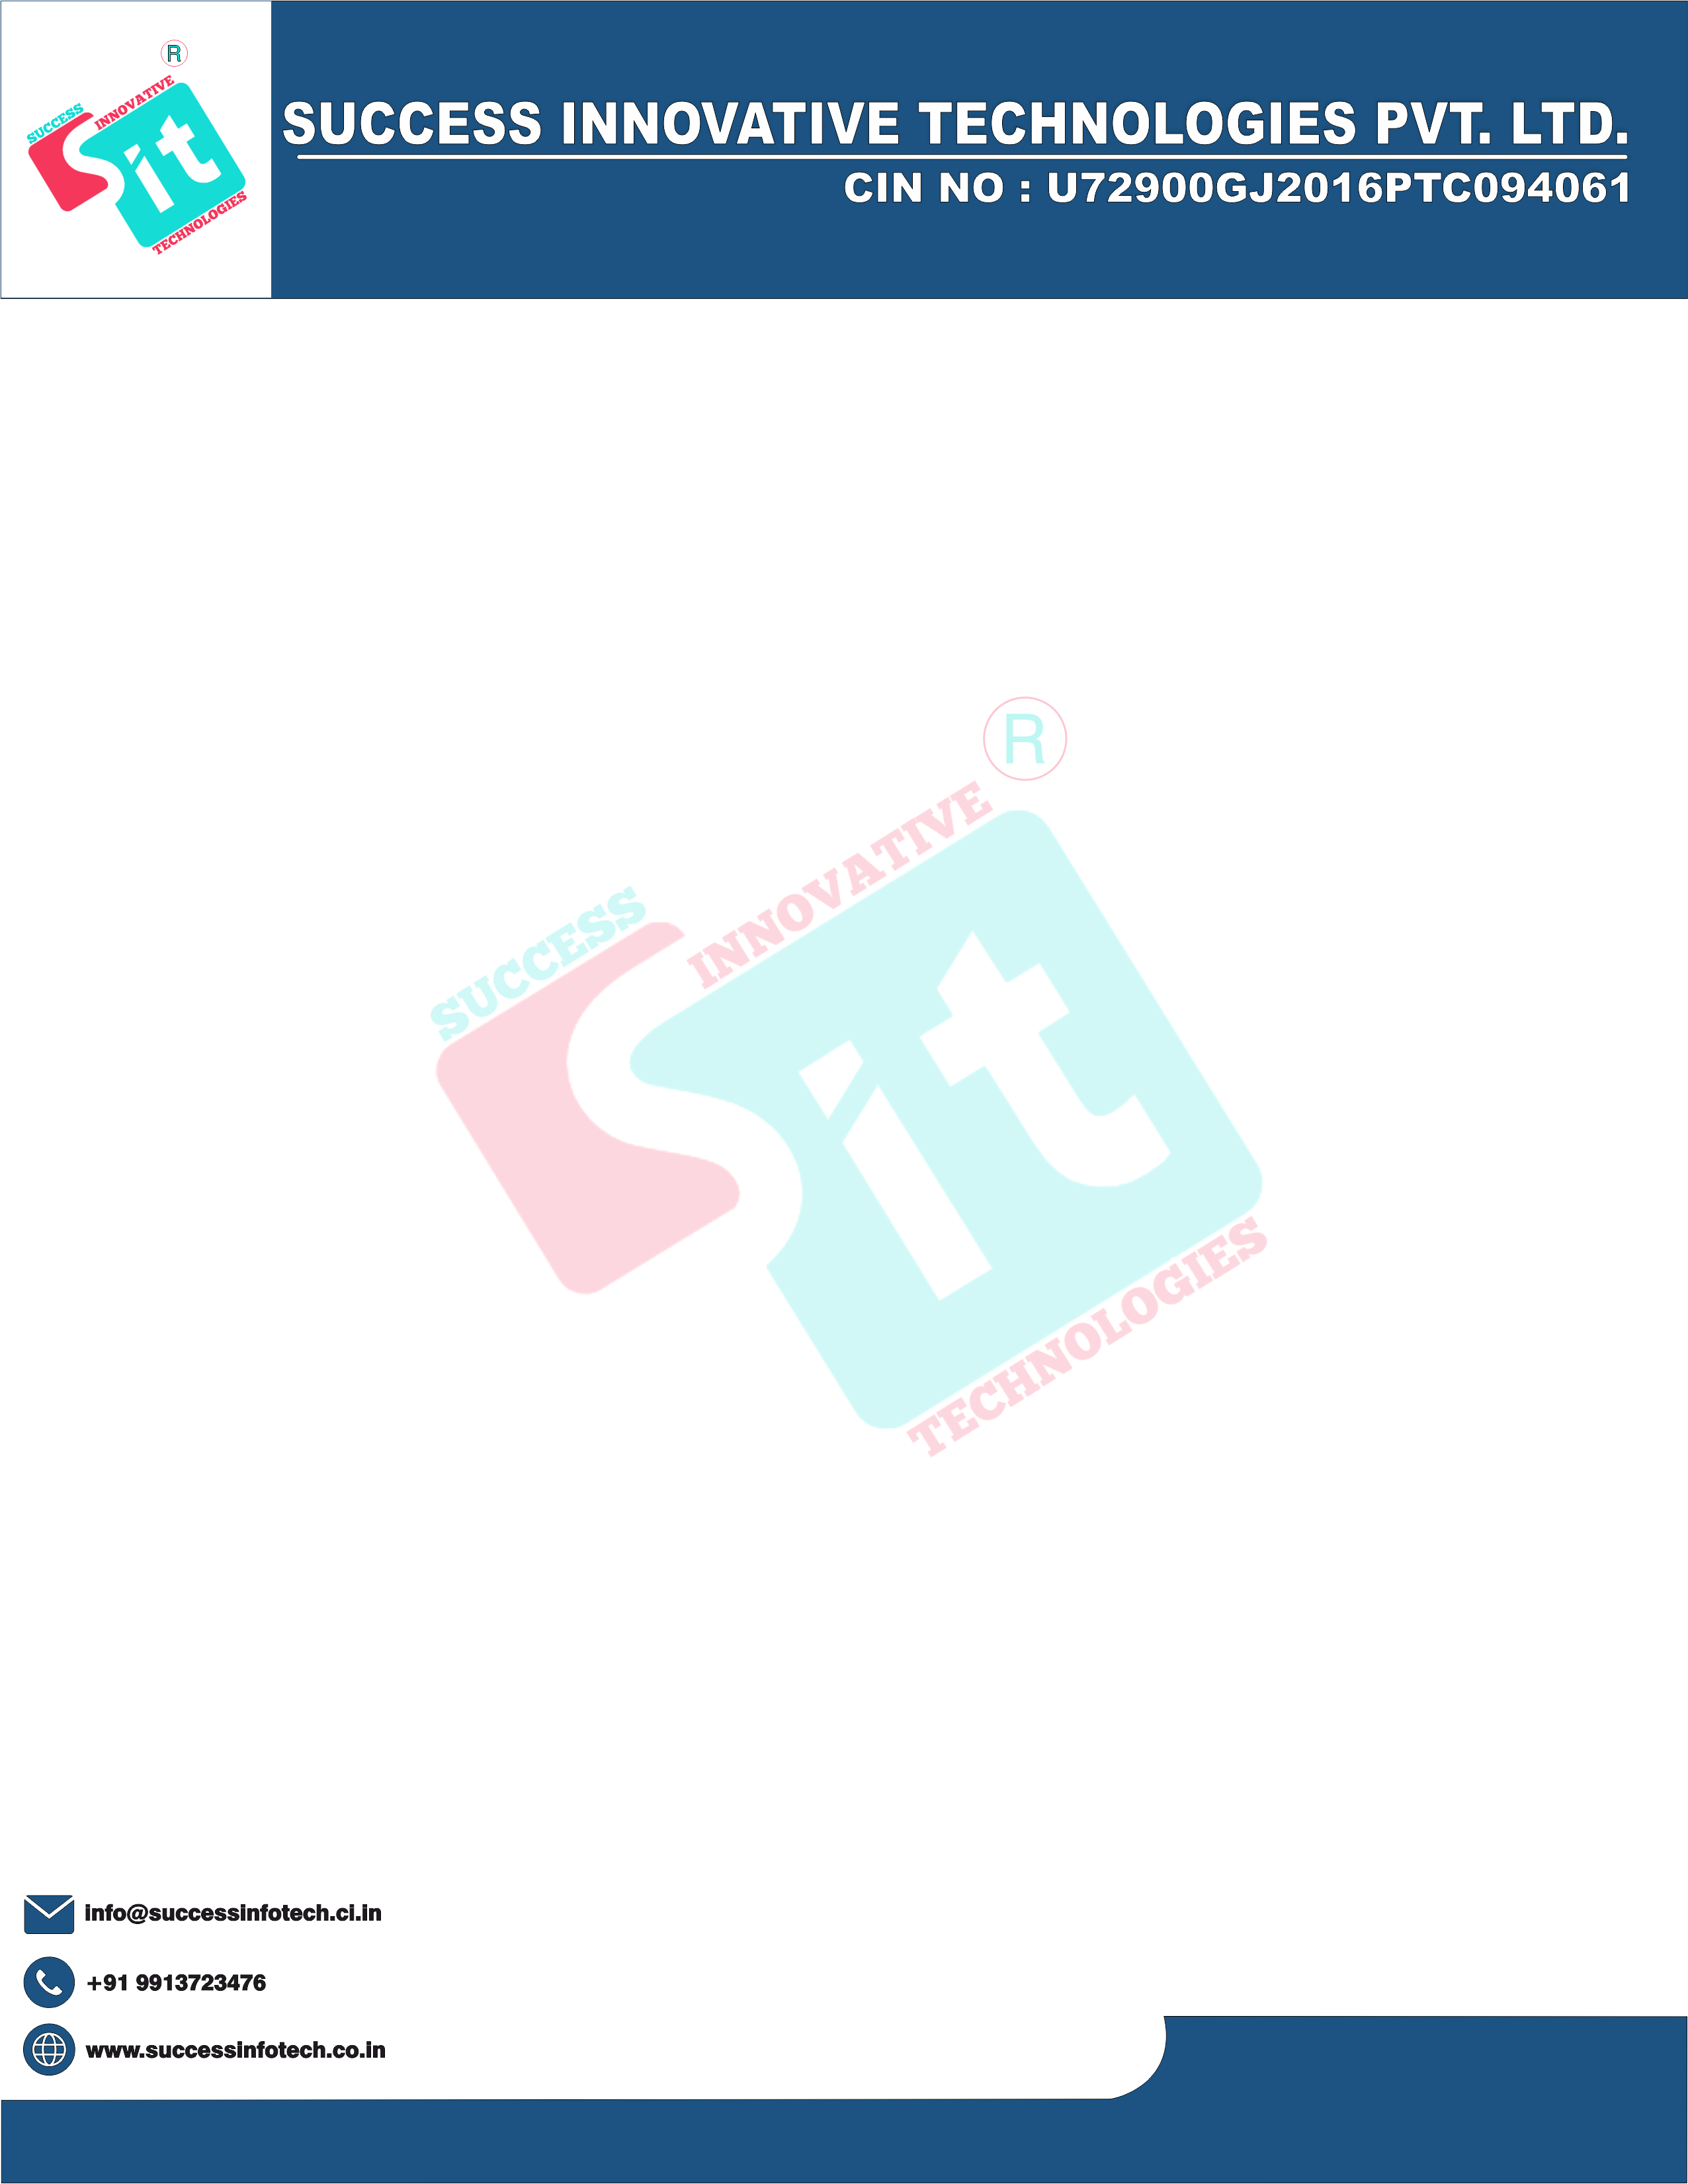 R
SUCCESS
INNOVATIVE
sit
TECHNOLOGIES
SUCCESS INNOVATIVE TECHNOLOGIES PVT. LTD.
CIN NO : U72900GJ2016PTC094061
R
SUCCESS
INNOVATIVE
sit
TECHNOLOGIES
info@successinfotech.ci.in
+91 9913723476
www.successinfotech.co.in